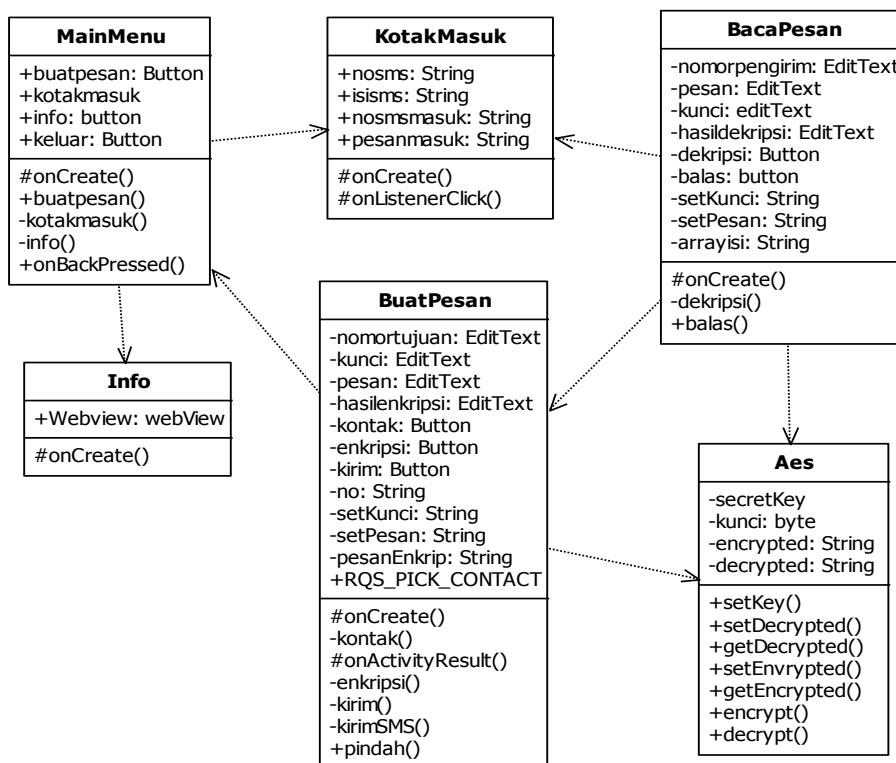 MainMenu
+buatpesan: Button
+kotakmasuk
+info: button
+keluar: Button
#onCreate()
+buatpesan()
-kotakmasuk()
-info()
+onBackPressed()
KotakMasuk
+nosms: String
+isisms: String
+nosmsmasuk: String
+pesanmasuk: String
#onCreate()
#onListenerClick()
BacaPesan
-nomorpengirim: EditText
-pesan: EditText
-kunci: editText
-hasildekripsi: EditText
-dekripsi: Button
-balas: button
-setKunci: String
-setPesan: String
-arrayisi: String
#onCreate()
-dekripsi()
+balas()
Info
+Webview: webView
#onCreate()
BuatPesan
-nomortujuan: EditText
-kunci: EditText
-pesan: EditText
-hasilenkripsi: EditText
-kontak: Button
-enkripsi: Button
-kirim: Button
-no: String
-setKunci: String
-setPesan: String
-pesanEnkrip: String
+RQS_PICK_CONTACT
#onCreate()
-kontak()
#onActivityResult()
-enkripsi()
-kirim()
-kirimSMS()
+pindah()
Aes
-secretKey
-kunci: byte
-encrypted: String
-decrypted: String
+setKey()
+setDecrypted()
+getDecrypted()
+setEnvrypted()
+getEncrypted()
+encrypt()
+decrypt()